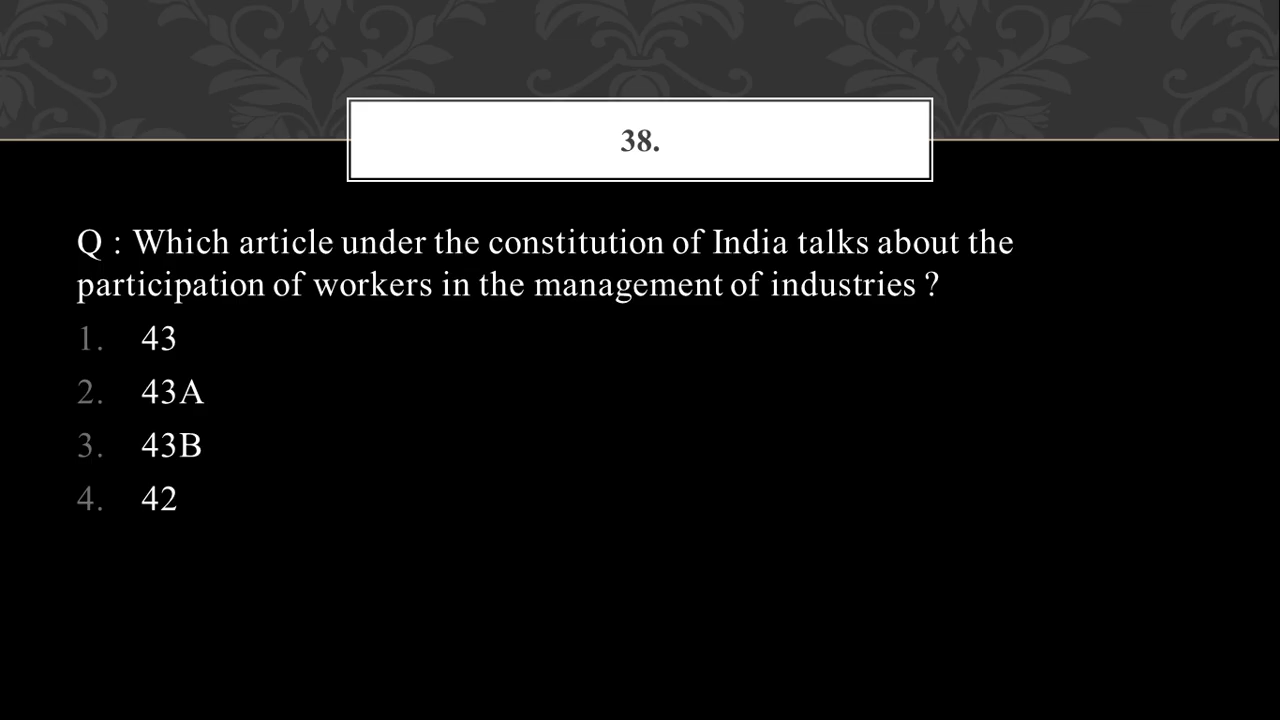 38.
Q : Which article under the constitution of India talks about the
participation of workers in the management of industries ?
1. 43
2. 43A
3. 43B
4. 42